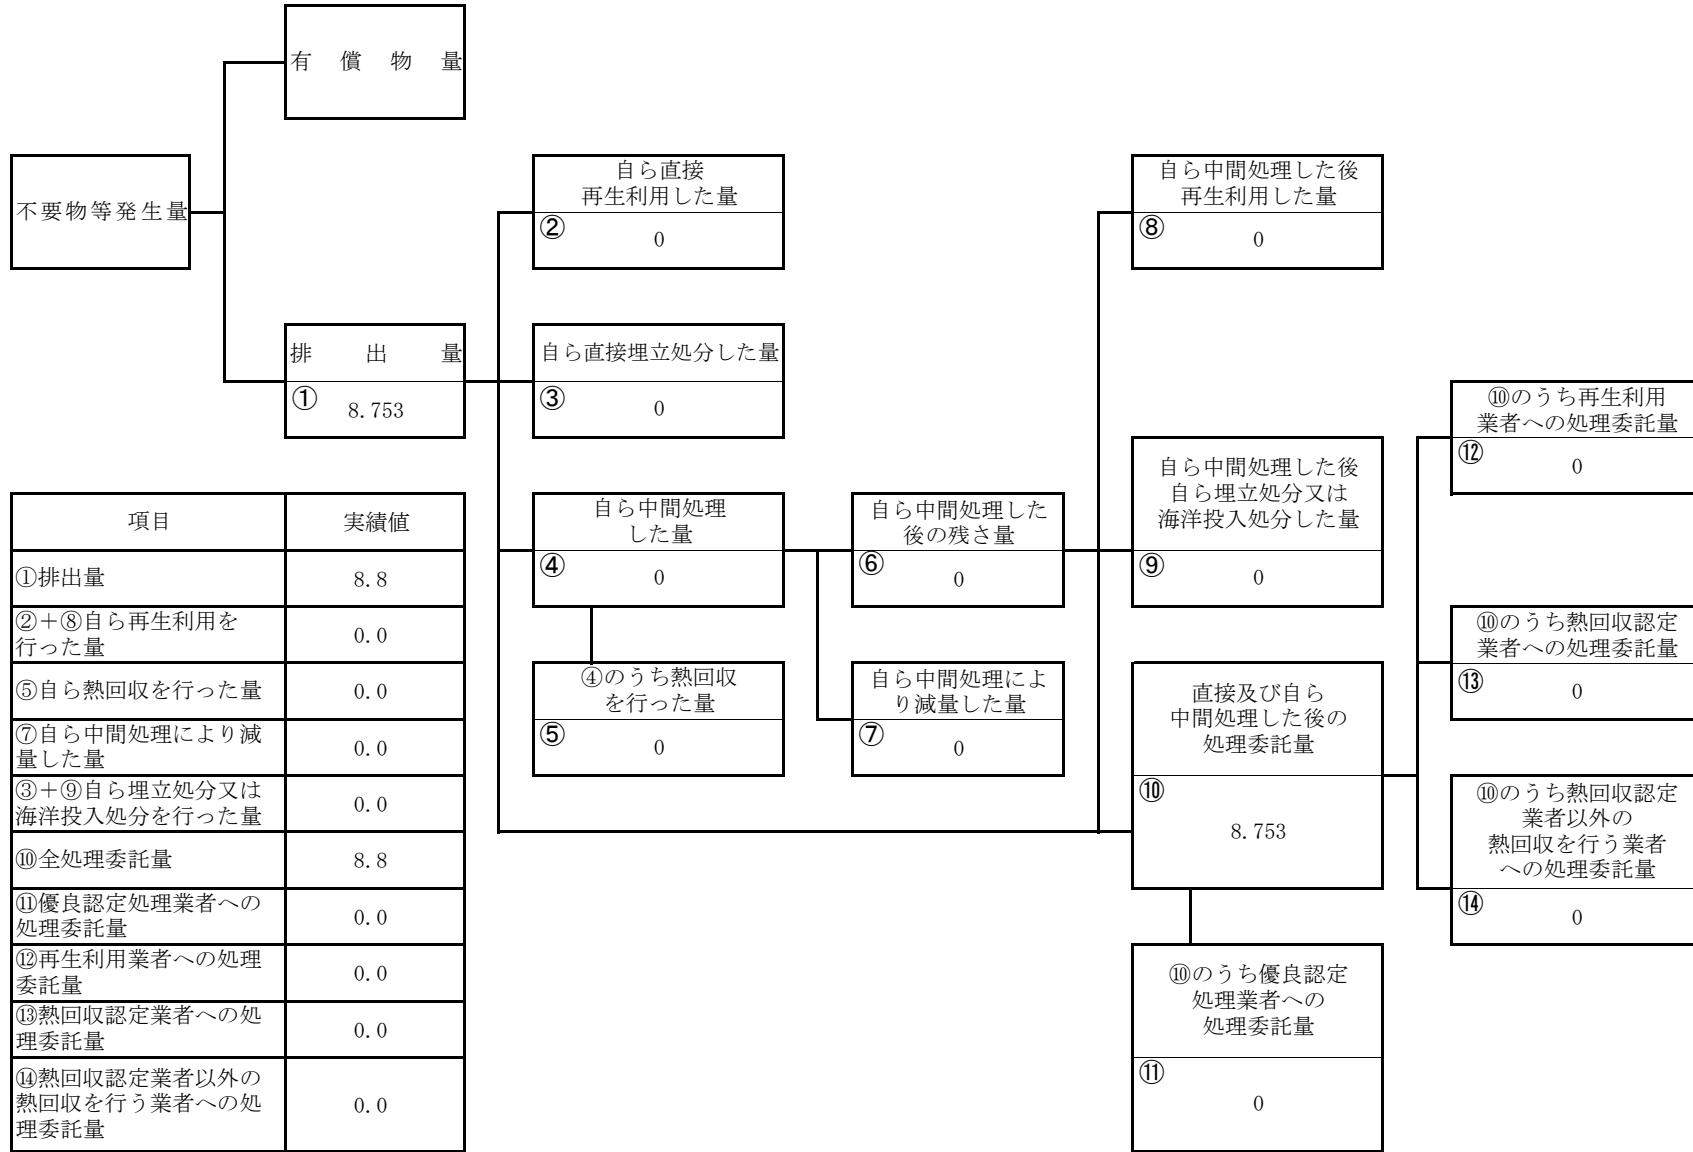 有償物量
不要物等発生量
排出量
①
8.753
自ら直接
再生利用した量
②
0
自ら直接埋立処分した量
③
0
自ら中間処理
した量
④
0
④のうち熱回収
を行った量
⑤
0
自ら中間処理した
後の残さ量
⑥
0
自ら中間処理によ
り減量した量
⑦
0
自ら中間処理した後
再生利用した量
⑧
0
自ら中間処理した後
自ら埋立処分又は
海洋投入処分した量
⑨
0
直接及び自ら
中間処理した後の
処理委託量
⑩
8.753
⑩のうち優良認定
処理業者への
処理委託量
⑪
0
⑩のうち再生利用
業者への処理委託量
⑫
0
⑩のうち熱回収認定
業者への処理委託量
⑬
0
⑩のうち熱回収認定
業者以外の
熱回収を行う業者
への処理委託量
⑭
0
項目 実績値
①排出量 8.8
②+⑧自ら再生利用を
行った量 0.0
⑤自ら熱回収を行った量 0.0
⑦自ら中間処理により減
量した量 0.0
③+⑨自ら埋立処分又は
海洋投入処分を行った量 0.0
⑩全処理委託量 8.8
⑪優良認定処理業者への
処理委託量 0.0
⑫再生利用業者への処理
委託量 0.0
⑬熱回収認定業者への処
理委託量 0.0
⑭熱回収認定業者以外の
熱回収を行う業者への処
理委託量 0.0